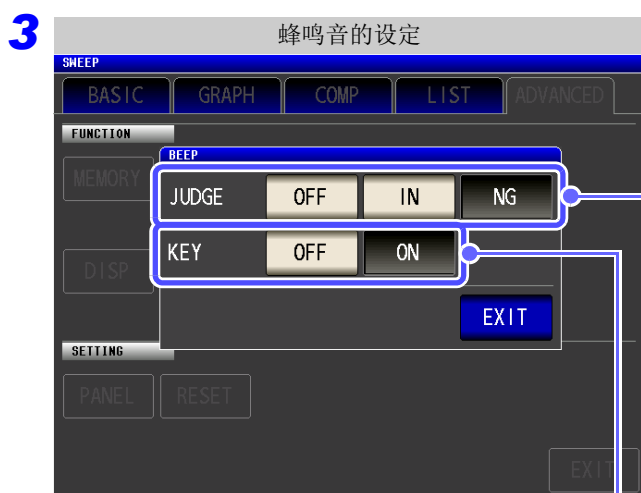 3
蜂鸣音的设定
SWEEP
BASIC GRAPH COMP LIST ADVANCED
FUNCTION
MEMORY
BEEP
JUDGE OFF IN NG
DISP
KEY OFF ON
EXIT
SETTING
PANEL RESET
EXIT